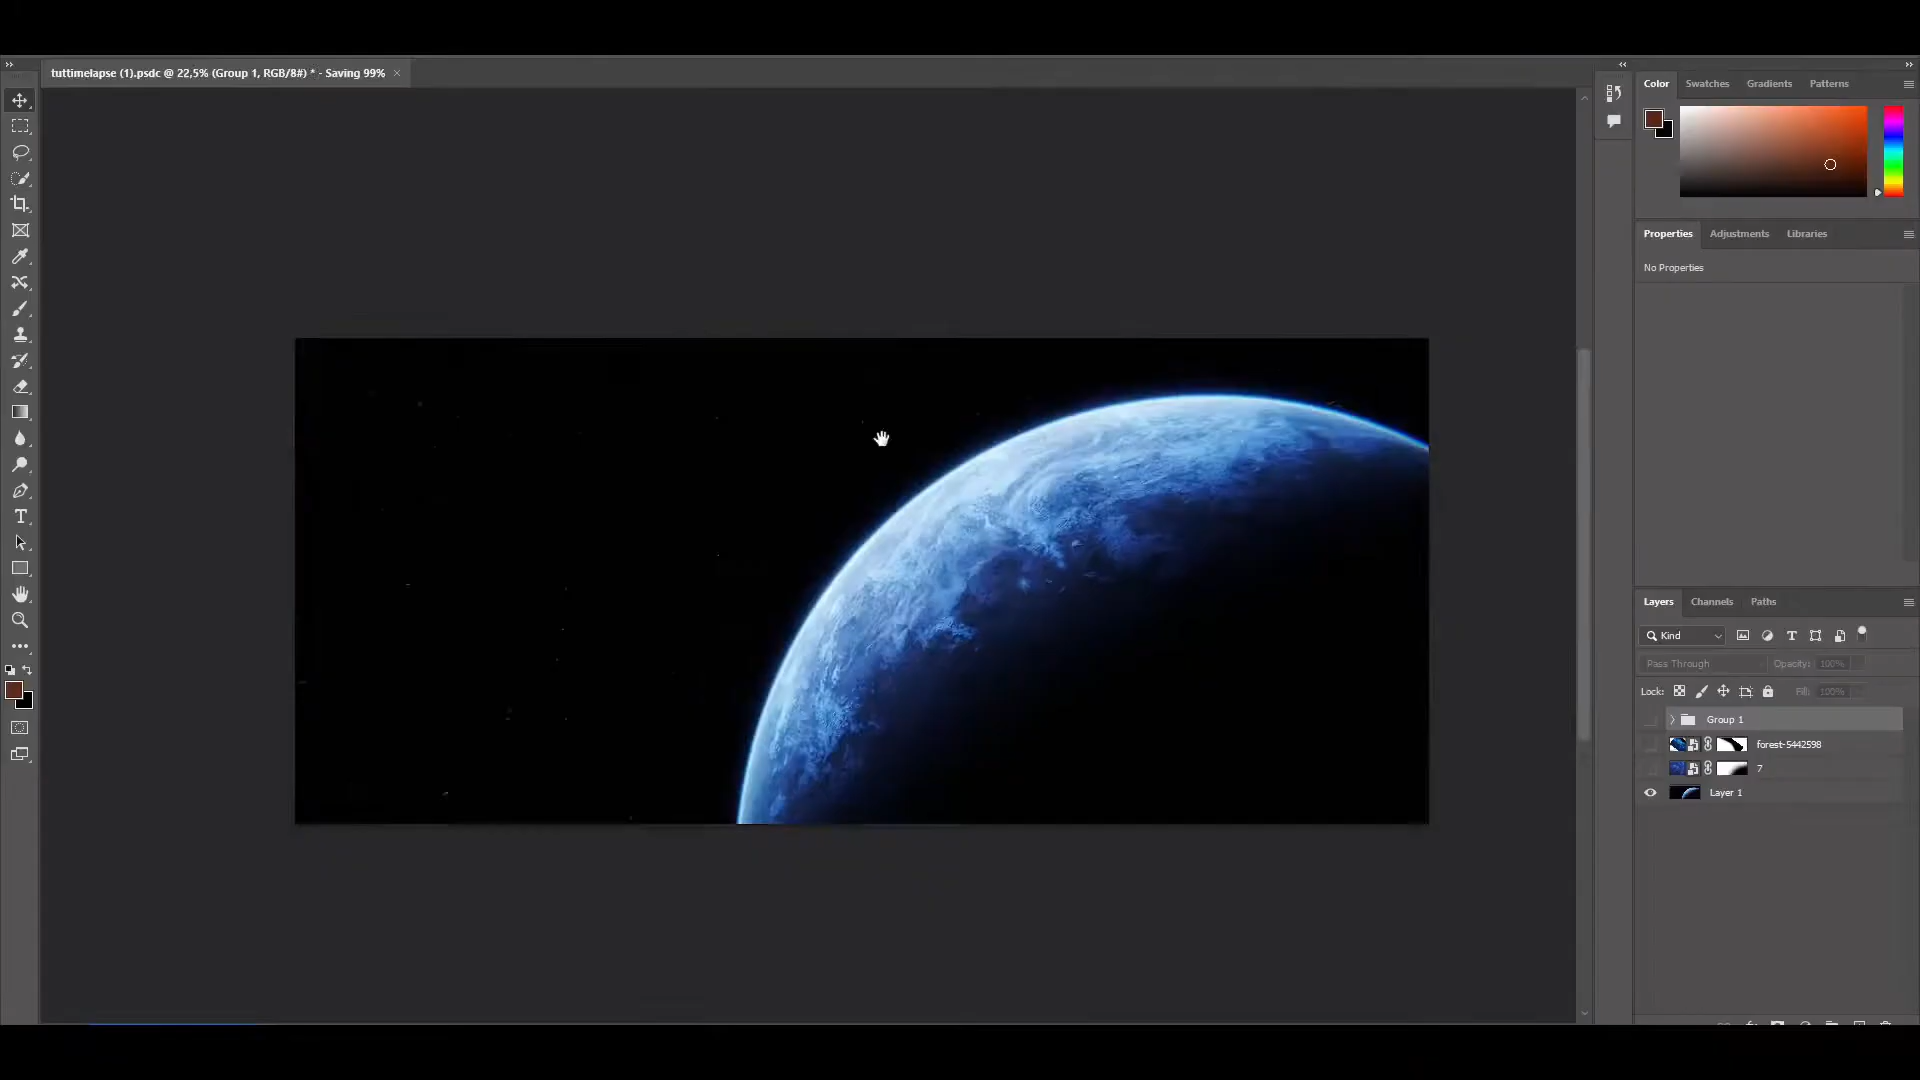 tuttimelapse (1).psdc @ 22,5% (Group 1, RGB/8#) * - Saving 99%
Color Swatches Gradients Patterns
Properties Adjustments Libraries
No Properties
Layers Channels Paths
Kind
Pass Through Opacity: 100%
Lock: Fill: 100%
Group 1
forest-5442598
7
Layer 1